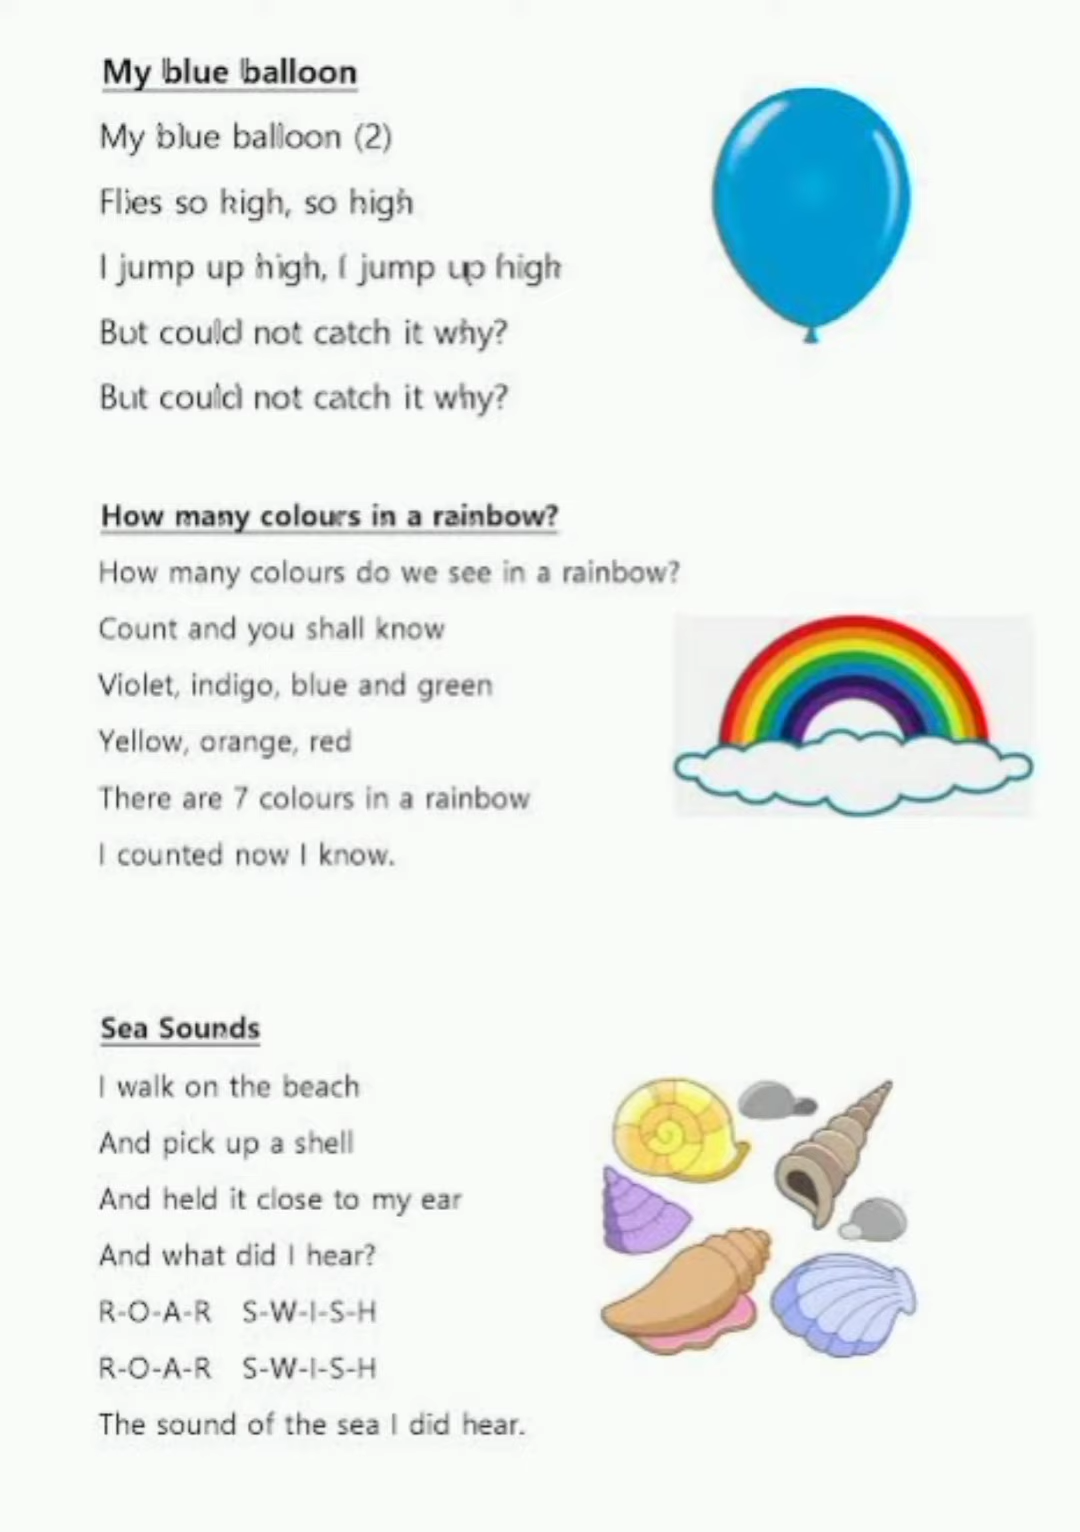 My blue balloon
My blue balloon (2)
Flies so high, so high
I jump up high, I jump up high
But could not catch it why?
But could not catch it why?
How many colours in a rainbow?
How many colours do we see in a rainbow?
Count and you shall know
Violet, indigo, blue and green
Yellow, orange, red
There are 7 colours in a rainbow
I counted now I know.
Sea Sounds
I walk on the beach
And pick up a shell
And held it close to my ear
And what did I hear?
R-O-A-R S-W-I-S-H
R-O-A-R S-W-I-S-H
The sound of the sea I did hear.